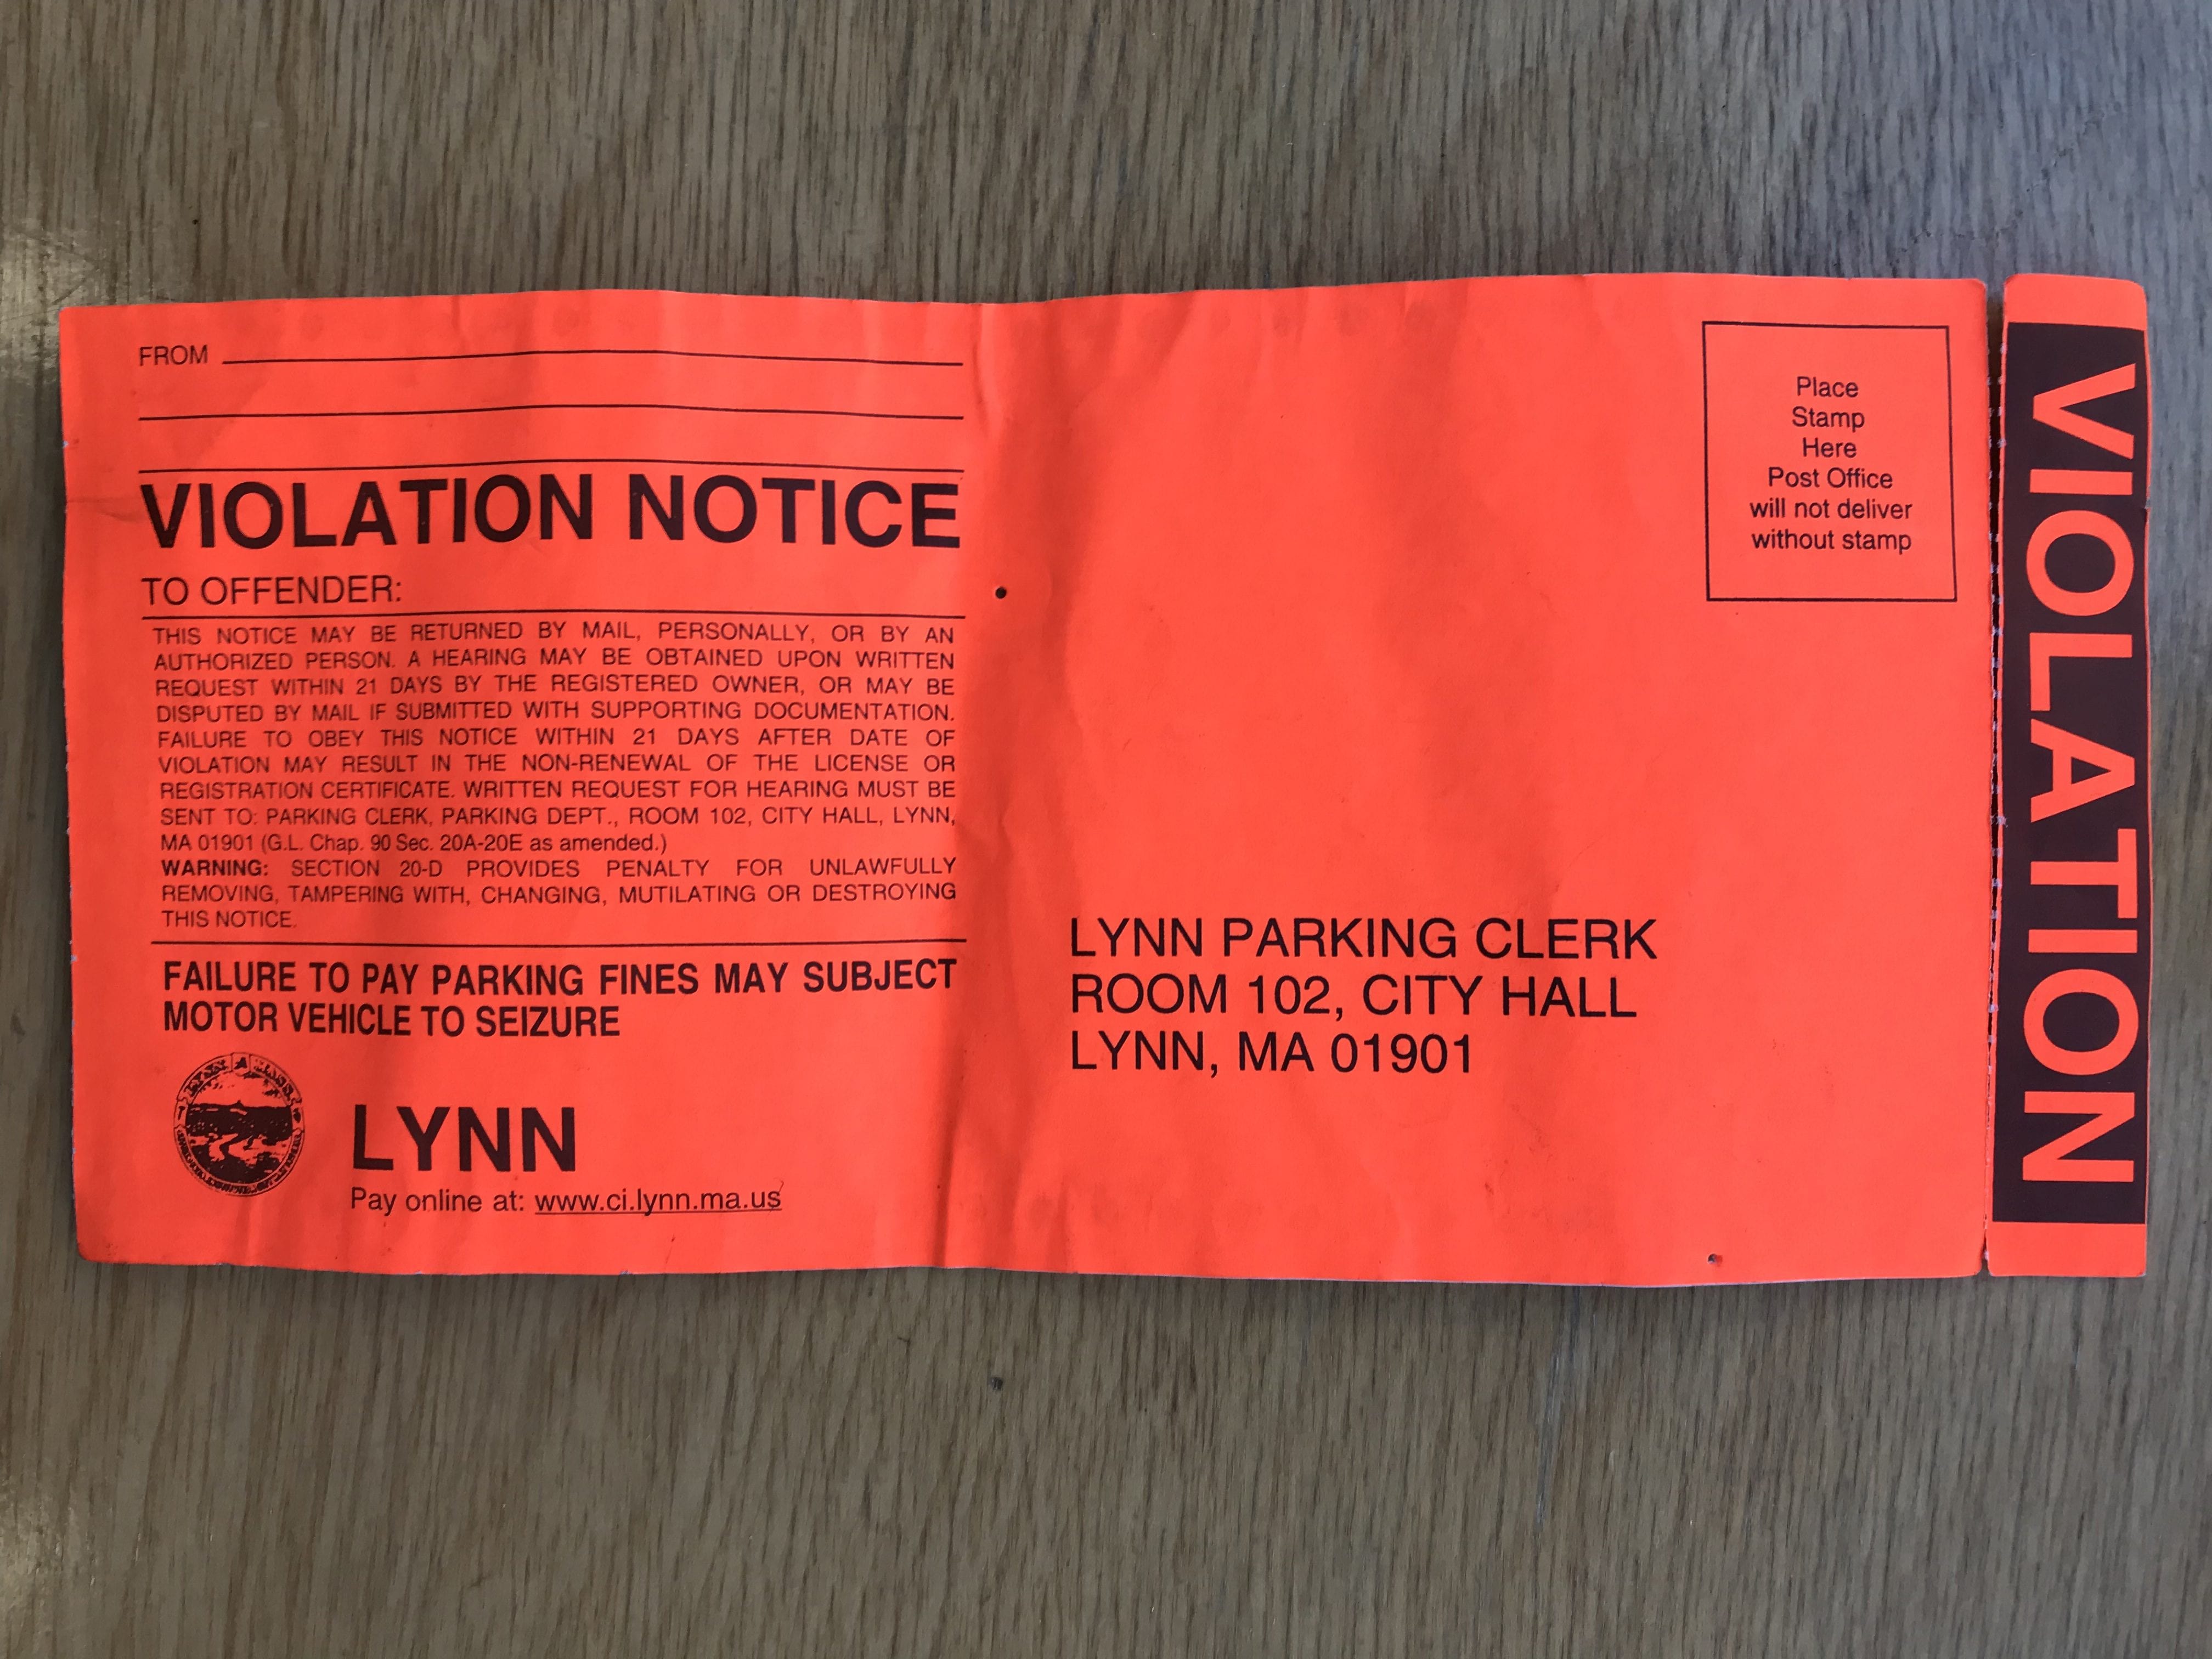 FROM
VIOLATION NOTICE
TO OFFENDER:
THIS NOTICE MAY BE RETURNED BY MAIL, PERSONALLY, OR BY AN
AUTHORIZED PERSON. A HEARING MAY BE OBTAINED UPON WRITTEN
REQUEST WITHIN 21 DAYS BY THE REGISTERED OWNER, OR MAY BE
DISPUTED BY MAIL IF SUBMITTED WITH SUPPORTING DOCUMENTATION.
FAILURE TO OBEY THIS NOTICE WITHIN 21 DAYS AFTER DATE OF
VIOLATION MAY RESULT IN THE NON-RENEWAL OF THE LICENSE OR
REGISTRATION CERTIFICATE. WRITTEN REQUEST FOR HEARING MUST BE
SENT TO: PARKING CLERK, PARKING DEPT., ROOM 102, CITY HALL, LYNN,
MA 01901 (G.L. Chap. 90 Sec. 20A-20E as amended.)
WARNING: SECTION 20-D PROVIDES PENALTY FOR UNLAWFULLY
REMOVING, TAMPERING WITH, CHANGING, MUTILATING OR DESTROYING
THIS NOTICE.
FAILURE TO PAY PARKING FINES MAY SUBJECT
MOTOR VEHICLE TO SEIZURE
LYNN
Pay online at: www.ci.lynn.ma.us
Place
Stamp
Here
Post Office
will not deliver
without stamp
LYNN PARKING CLERK
ROOM 102, CITY HALL
LYNN, MA 01901
VIOLATION